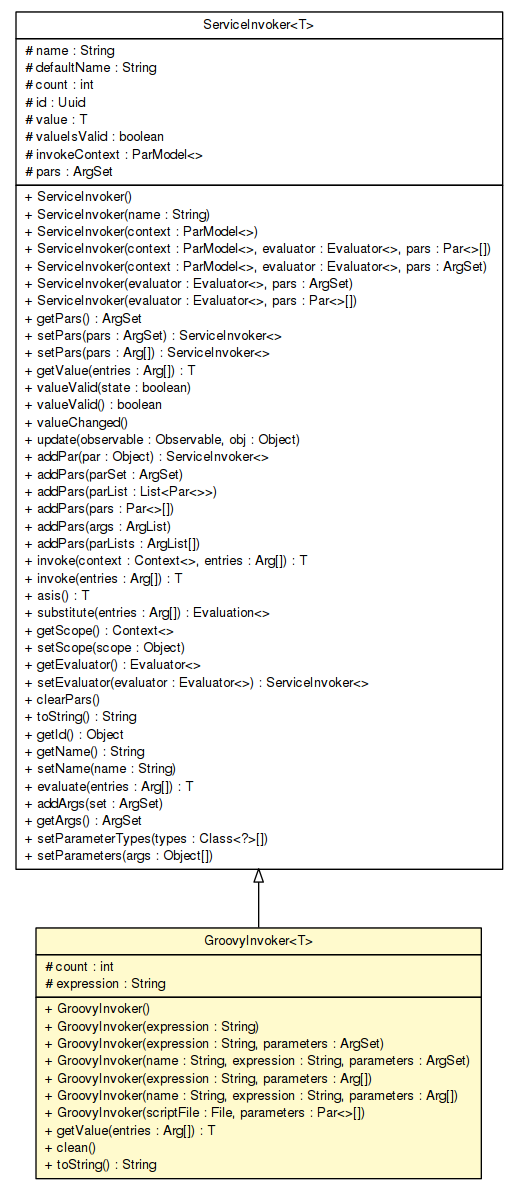 ServiceInvoker<T>
# name : String
# defaultName : String
# count : int
# id : Uuid
# value : T
# valueIsValid : boolean
# invokeContext : ParModel<>
# pars : ArgSet
+ ServiceInvoker()
+ ServiceInvoker(name : String)
+ ServiceInvoker(context : ParModel<>)
+ ServiceInvoker(context : ParModel<>, evaluator : Evaluator<>, pars : Par<>[])
+ ServiceInvoker(context : ParModel<>, evaluator : Evaluator<>, pars : ArgSet)
+ ServiceInvoker(evaluator : Evaluator<>, pars : ArgSet)
+ ServiceInvoker(evaluator : Evaluator<>, pars : Par<>[])
+ getPars() : ArgSet
+ setPars(pars : ArgSet) : ServiceInvoker<>
+ setPars(pars : Arg[]) : ServiceInvoker<>
+ getValue(entries : Arg[]) : T
+ valueValid(state : boolean)
+ valueValid() : boolean
+ valueChanged()
+ update(observable : Observable, obj : Object)
+ addPar(par : Object) : ServiceInvoker<>
+ addPars(parSet : ArgSet)
+ addPars(parList : List<Par<>>)
+ addPars(pars : Par<>[])
+ addPars(args : ArgList)
+ addPars(parLists : ArgList[])
+ invoke(context : Context<>, entries : Arg[]) : T
+ invoke(entries : Arg[]) : T
+ asis() : T
+ substitute(entries : Arg[]) : Evaluation<>
+ getScope() : Context<>
+ setScope(scope : Object)
+ getEvaluator() : Evaluator<>
+ setEvaluator(evaluator : Evaluator<>) : ServiceInvoker<>
+ clearPars()
+ toString() : String
+ getId() : Object
+ getName() : String
+ setName(name : String)
+ evaluate(entries : Arg[]) : T
+ addArgs(set : ArgSet)
+ getArgs() : ArgSet
+ setParameterTypes(types : Class<?>[])
+ setParameters(args : Object[])
GroovyInvoker<T>
# count : int
# expression : String
+ GroovyInvoker()
+ GroovyInvoker(expression : String)
+ GroovyInvoker(expression : String, parameters : ArgSet)
+ GroovyInvoker(name : String, expression : String, parameters : ArgSet)
+ GroovyInvoker(expression : String, parameters : Arg[])
+ GroovyInvoker(name : String, expression : String, parameters : Arg[])
+ GroovyInvoker(scriptFile : File, parameters : Par<>[])
+ getValue(entries : Arg[]) : T
+ clean()
+ toString() : String